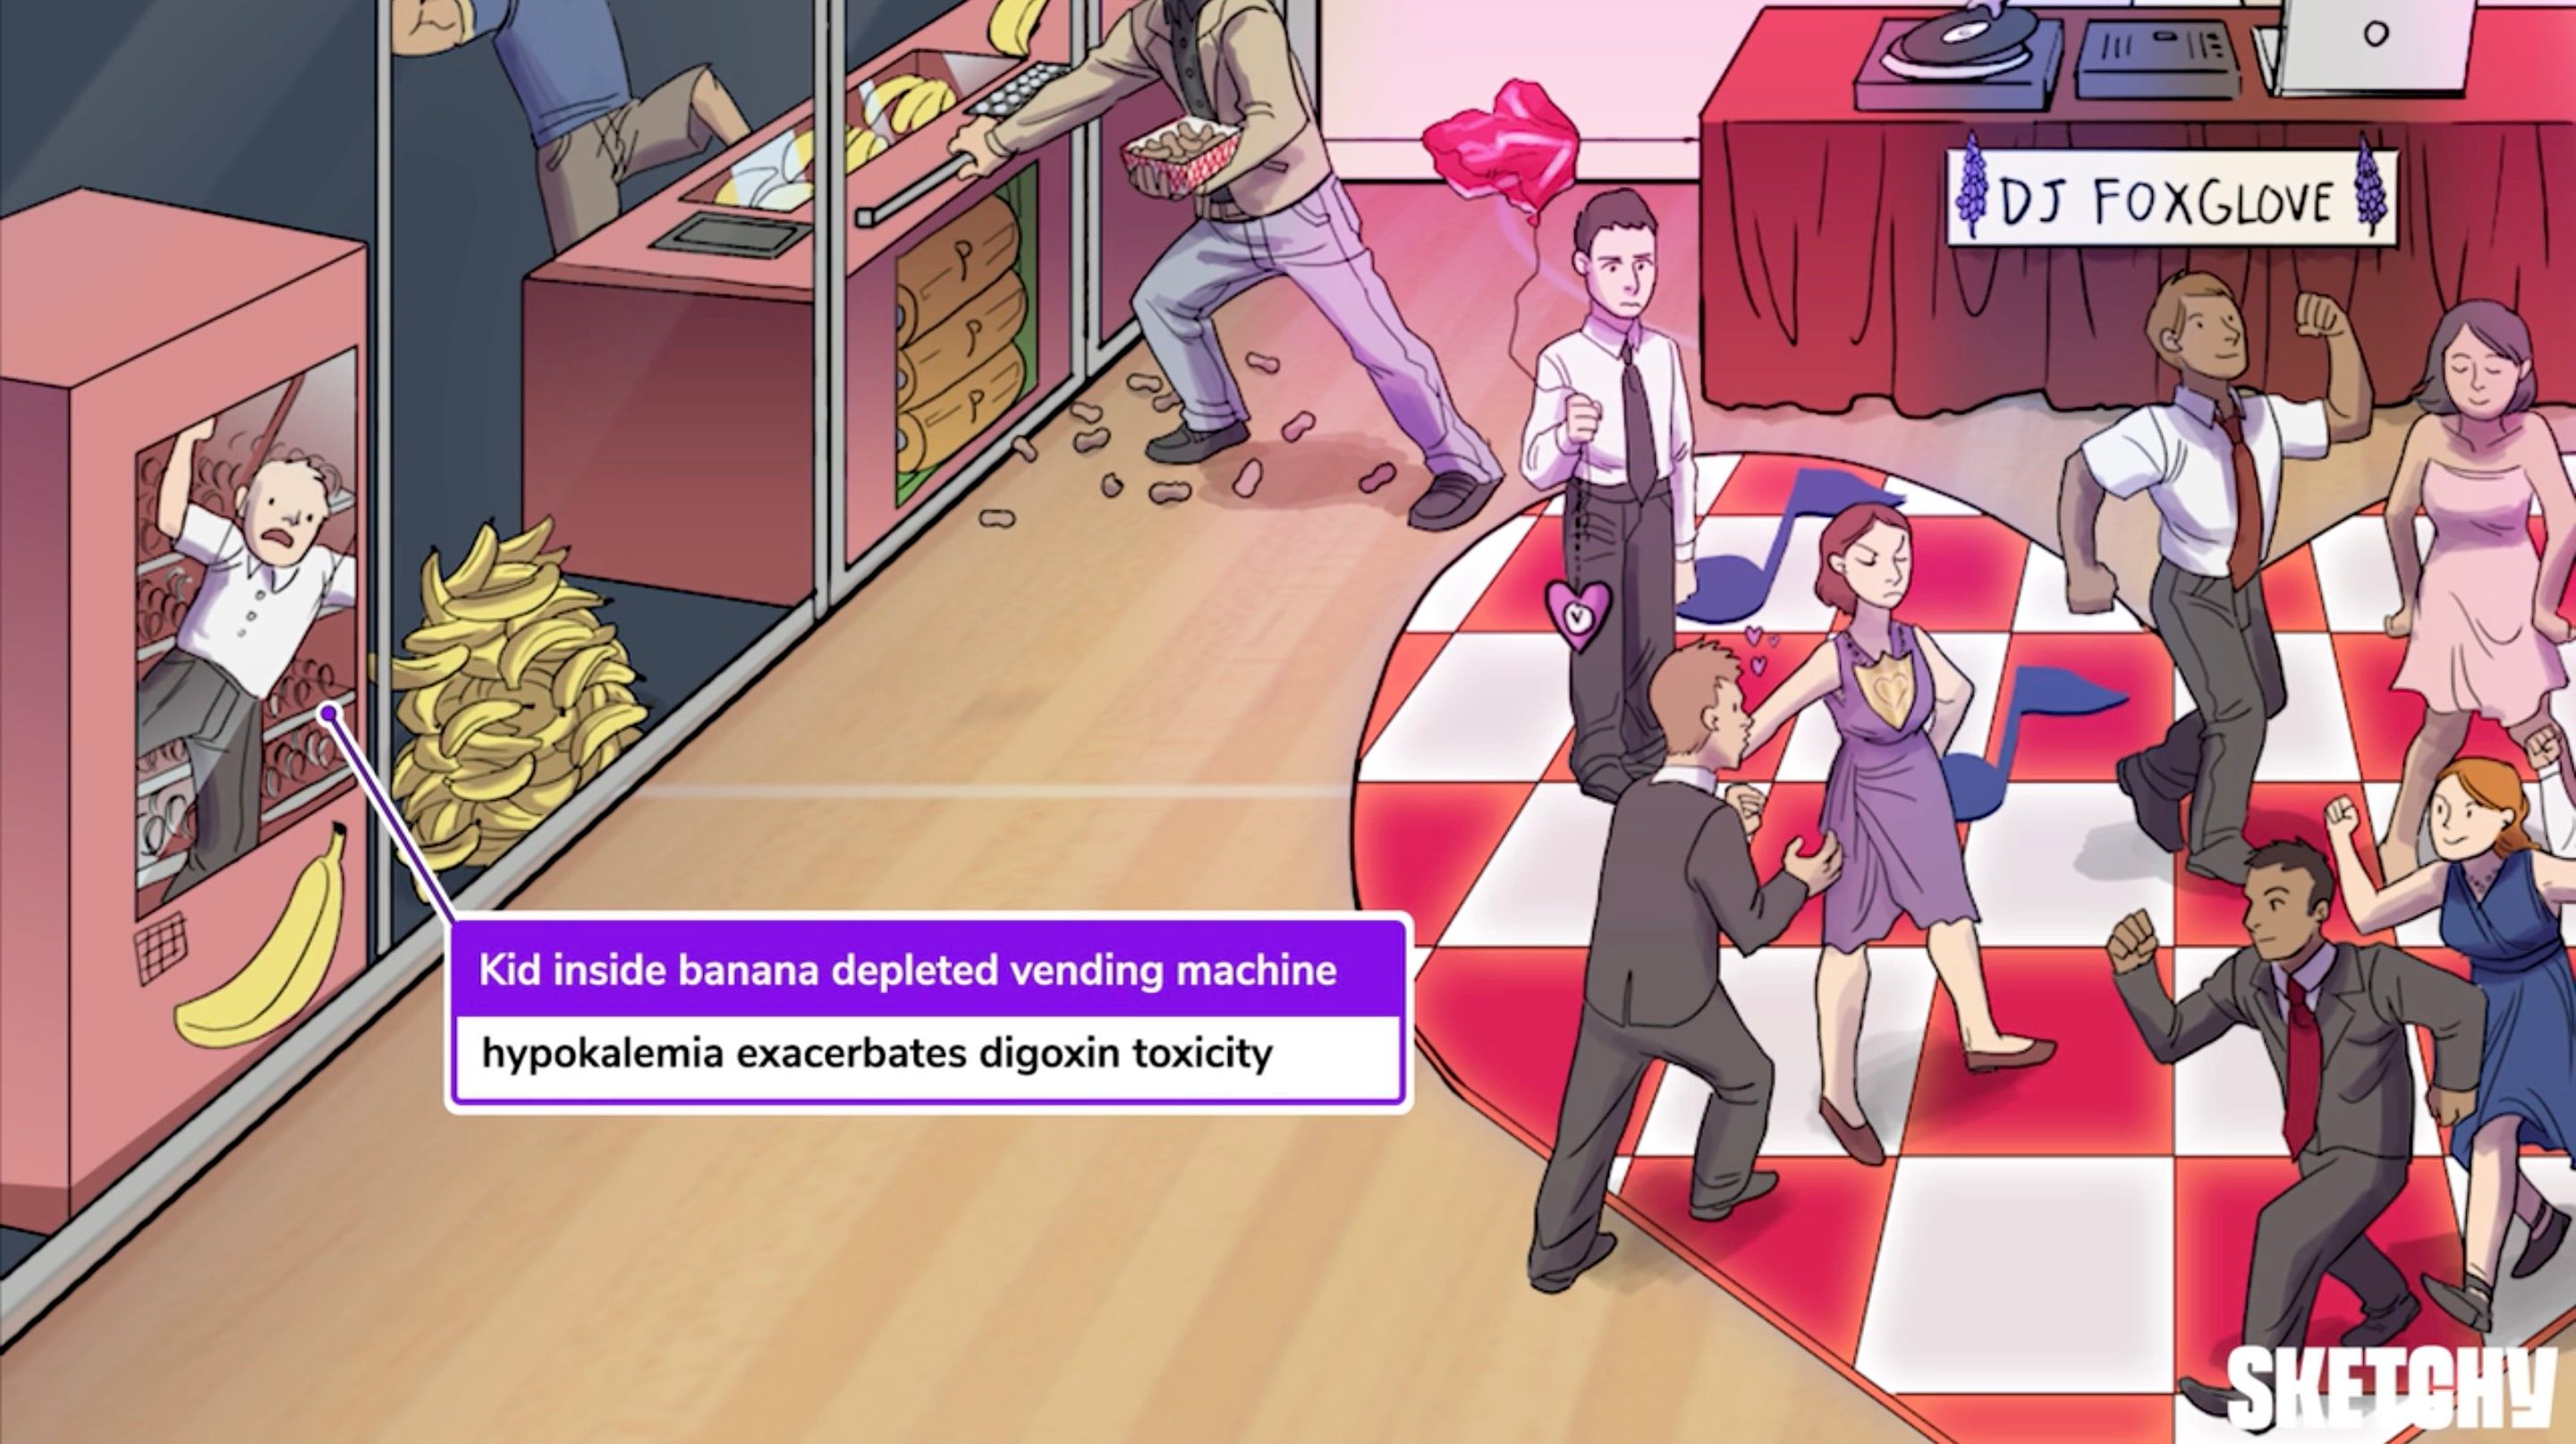 DJ FOXGLOVE
P
P
P
Kid inside banana depleted vending machine
hypokalemia exacerbates digoxin toxicity
SKETCHY